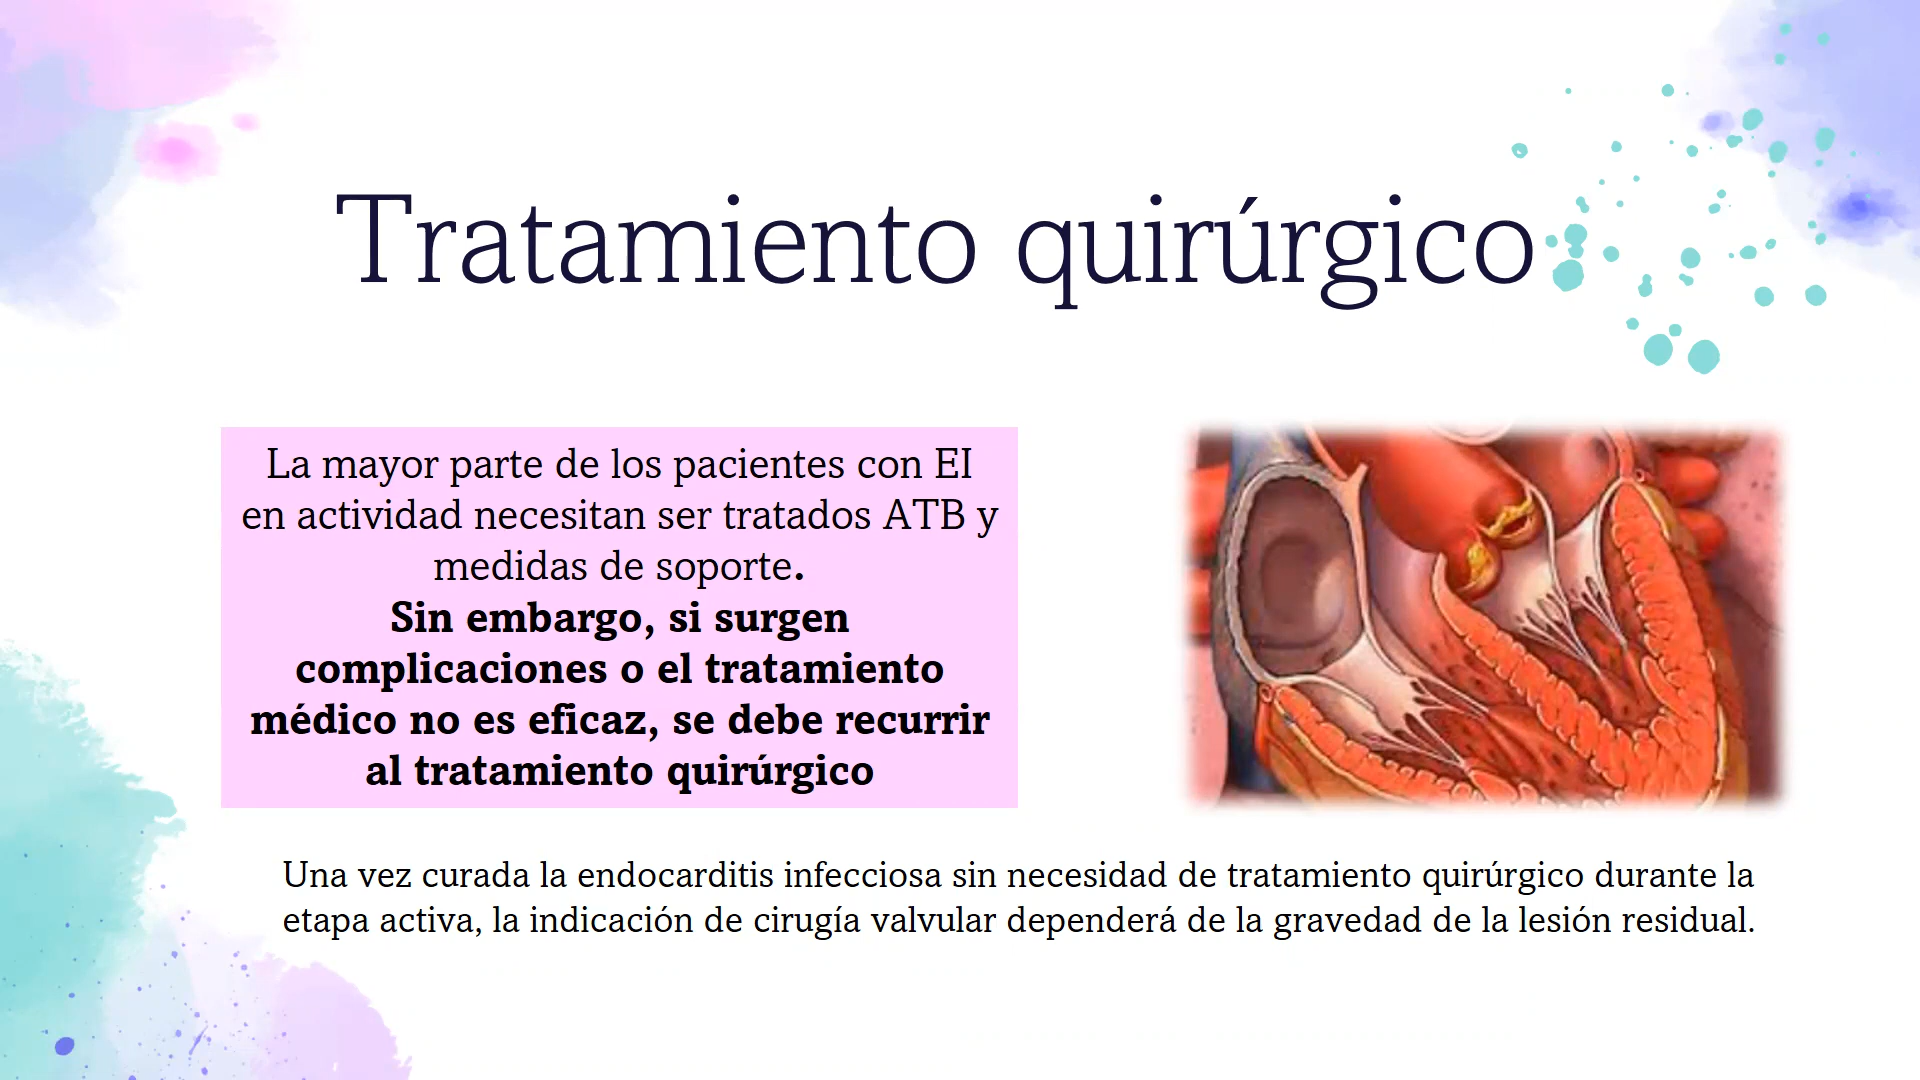 Tratamiento quirúrgico
La mayor parte de los pacientes con EI
en actividad necesitan ser tratados ATB y
medidas de soporte.
Sin embargo, si surgen
complicaciones o el tratamiento
médico no es eficaz, se debe recurrir
al tratamiento quirúrgico
Una vez curada la endocarditis infecciosa sin necesidad de tratamiento quirúrgico durante la
etapa activa, la indicación de cirugía valvular dependerá de la gravedad de la lesión residual.